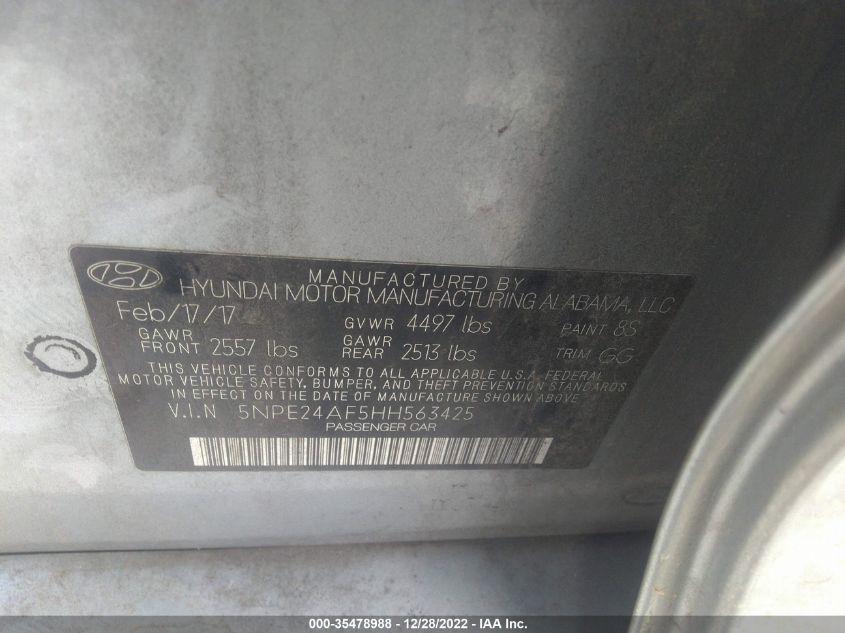 MANUFACTURED BY
HYUNDAI MOTOR MANUFACTURING ALABAMA, LLC
Feb/17/17 GVWR 4497 lbs PAINT 8S
GAWR FRONT 2557 lbs GAWR REAR 2513 lbs TRIM GG
THIS VEHICLE CONFORMS TO ALL APPLICABLE U.S.A. FEDERAL
MOTOR VEHICLE SAFETY, BUMPER, AND THEFT PREVENTION STANDARDS
IN EFFECT ON THE DATE OF MANUFACTURE SHOWN ABOVE
V.I.N 5NPE24AF5HH563425
PASSENGER CAR
000-35478988 - 12/28/2022 - IAA Inc.